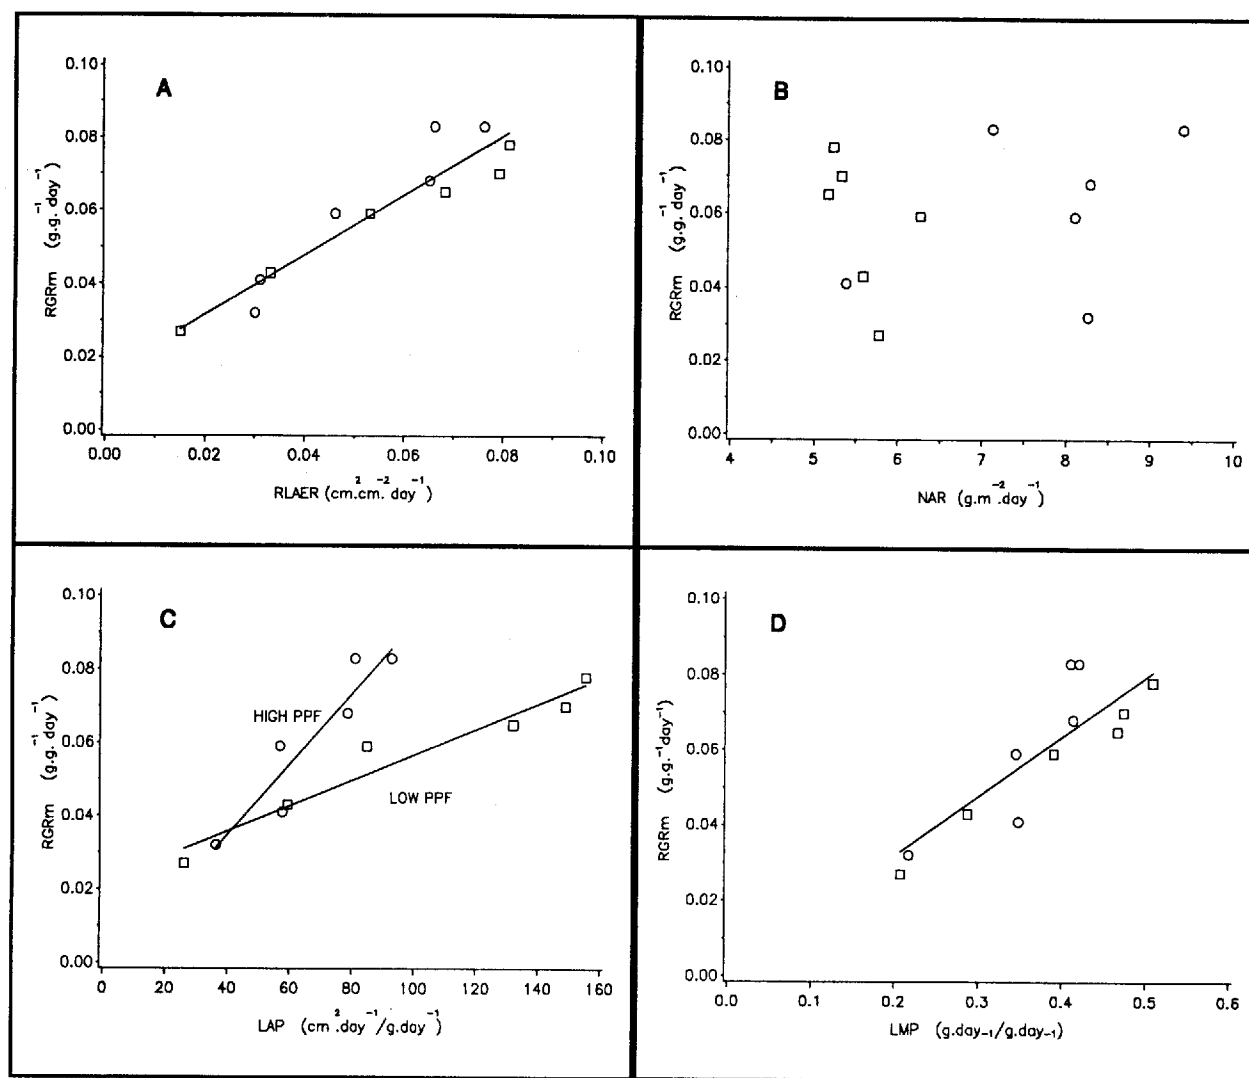 A
0.10
0.08
0.06
0.04
0.02
0.00
RGRm (g.g.⁻¹ day⁻¹)
0.00 0.02 0.04 0.06 0.08 0.10
RLAER (cm².cm.⁻² day⁻¹)
B
0.10
0.08
0.06
0.04
0.02
0.00
RGRm (g.g.⁻¹ day⁻¹)
4 5 6 7 8 9 10
NAR (g.m⁻².day⁻¹)
C
0.10
0.08
0.06
0.04
0.02
0.00
RGRm (g.g.⁻¹ day⁻¹)
HIGH PPF
LOW PPF
0 20 40 60 80 100 120 140 160
LAP (cm².day⁻¹/g.day⁻¹)
D
0.10
0.08
0.06
0.04
0.02
0.00
RGRm (g.g.⁻¹day⁻¹)
0.0 0.1 0.2 0.3 0.4 0.5 0.6
LMP (g.day₋₁/g.day₋₁)